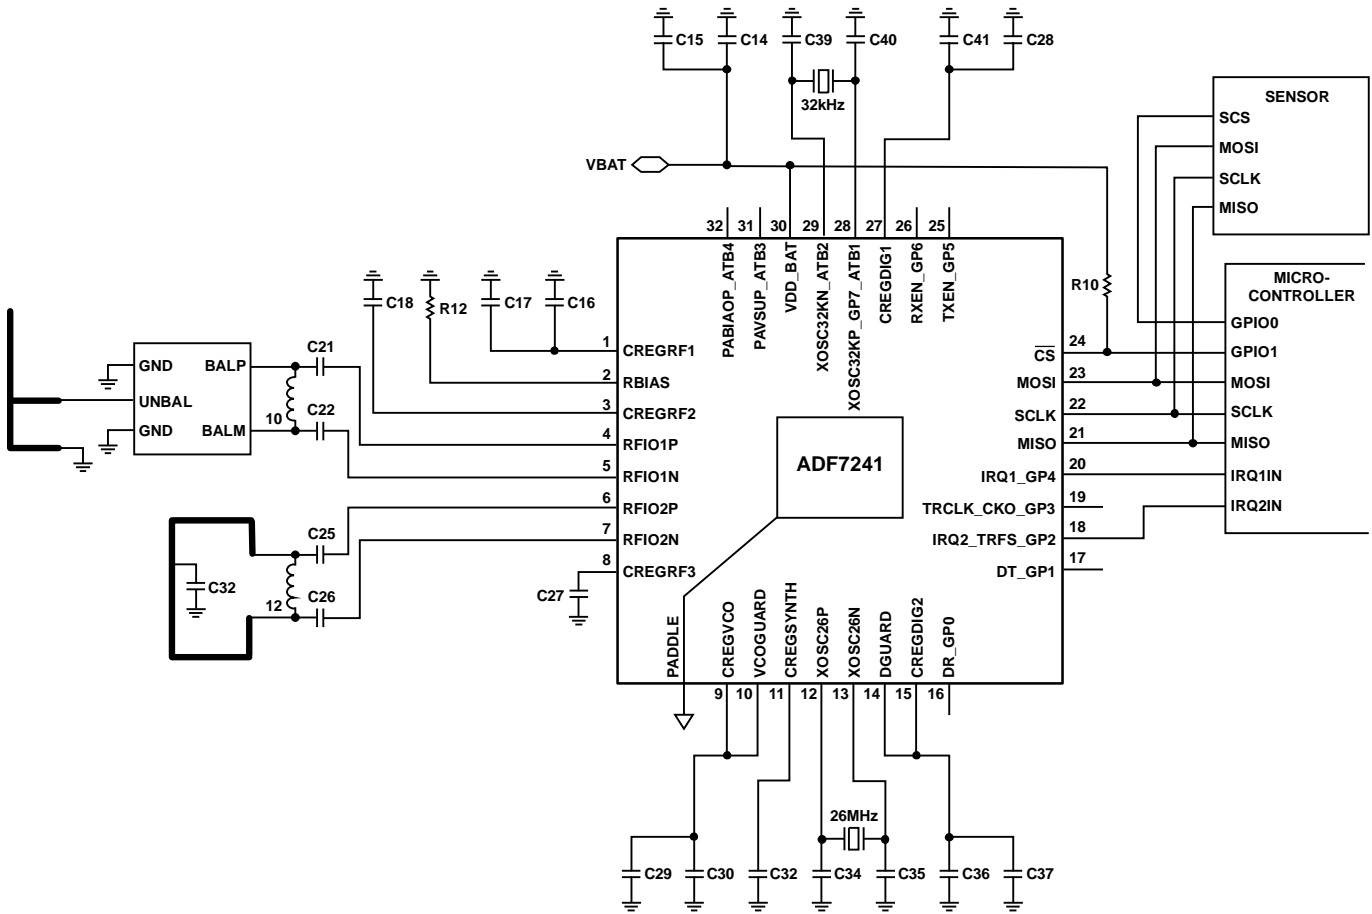 C15
C14
C39
C40
C41
C28
32kHz
VBAT
SENSOR
SCS
MOSI
SCLK
MISO
32
31
30
29
28
27
26
25
PABIAOP_ATB4
PAVSUP_ATB3
VDD_BAT
XOSC32KN_ATB2
XOSC32KP_GP7_ATB1
CREGDIG1
RXEN_GP6
TXEN_GP5
R10
MICRO-
CONTROLLER
GPIO0
GPIO1
MOSI
SCLK
MISO
IRQ1IN
IRQ2IN
C18
R12
C17
C16
C21
C22
10
GND
BALP
UNBAL
GND
BALM
C25
C26
12
C32
C27
1
CREGRF1
2
RBIAS
3
CREGRF2
4
RFIO1P
5
RFIO1N
6
RFIO2P
7
RFIO2N
8
CREGRF3
ADF7241
24
CS
23
MOSI
22
SCLK
21
MISO
20
IRQ1_GP4
19
TRCLK_CKO_GP3
18
IRQ2_TRFS_GP2
17
DT_GP1
PADDLE
CREGVCO
VCOGUARD
CREGSYNTH
XOSC26P
XOSC26N
DGUARD
CREGDIG2
DR_GP0
9
10
11
12
13
14
15
16
26MHz
C29
C30
C32
C34
C35
C36
C37